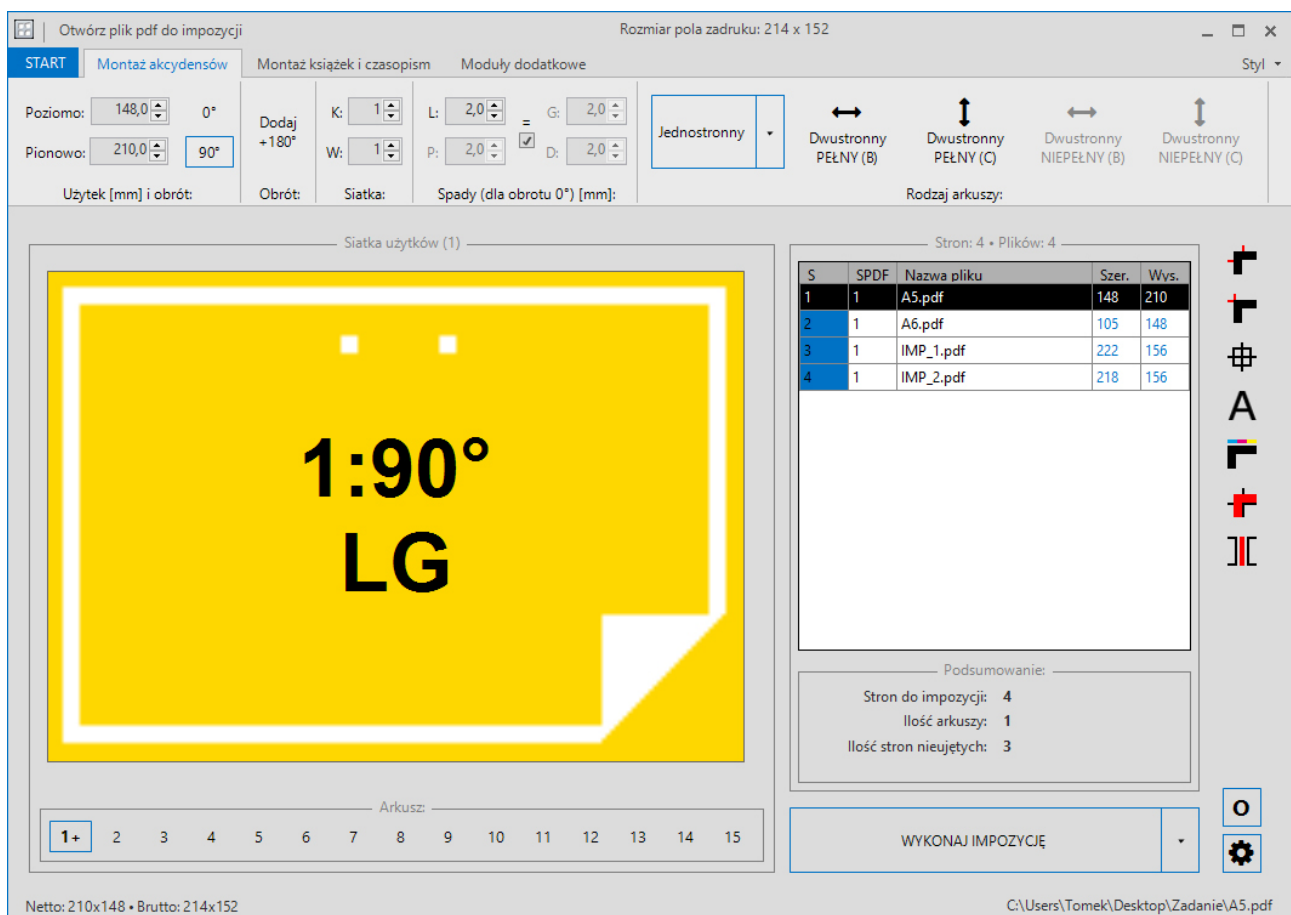 Otwórz plik pdf do impozycji
Rozmiar pola zadruku: 214 x 152
START Montaż akcydensów Montaż książek i czasopism Moduły dodatkowe Styl
Poziomo: 148,0 0°
Pionowo: 210,0 90°
Użytek [mm] i obrót:
Dodaj
+180°
Obrót:
K: 1
W: 1
Siatka:
L: 2,0 = G: 2,0
P: 2,0 D: 2,0
Spady (dla obrotu 0°) [mm]:
Jednostronny
Dwustronny
PEŁNY (B)
Dwustronny
PEŁNY (C)
Dwustronny
NIEPEŁNY (B)
Dwustronny
NIEPEŁNY (C)
Rodzaj arkuszy:
Siatka użytków (1)
1:90°
LG
Arkusz:
1+ 2 3 4 5 6 7 8 9 10 11 12 13 14 15
Stron: 4 • Plików: 4
S SPDF Nazwa pliku Szer. Wys.
1 1 A5.pdf 148 210
2 1 A6.pdf 105 148
3 1 IMP_1.pdf 222 156
4 1 IMP_2.pdf 218 156
Podsumowanie:
Stron do impozycji: 4
Ilość arkuszy: 1
Ilość stron nieujętych: 3
WYKONAJ IMPOZYCJĘ
A
O
Netto: 210x148 • Brutto: 214x152
C:\Users\Tomek\Desktop\Zadanie\A5.pdf